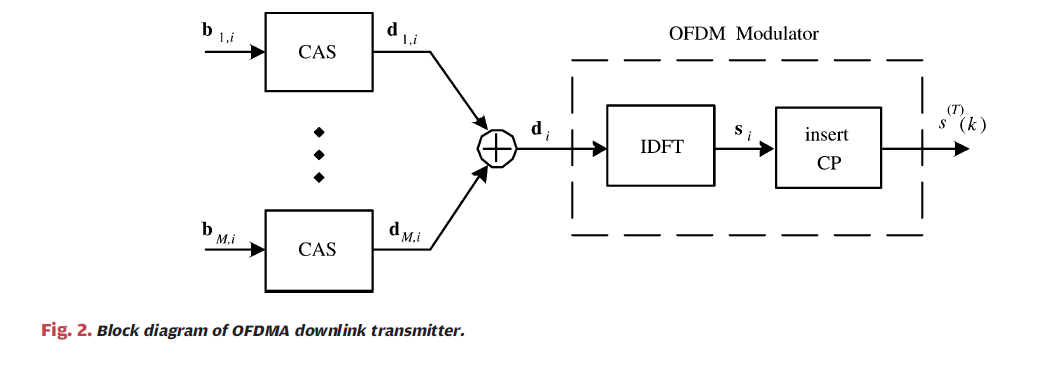 OFDM Modulator
b 1,i
CAS
d 1,i
d i
IDFT
s i
insert
CP
s (T) (k)
b M,i
CAS
d M,i
Fig. 2. Block diagram of OFDMA downlink transmitter.